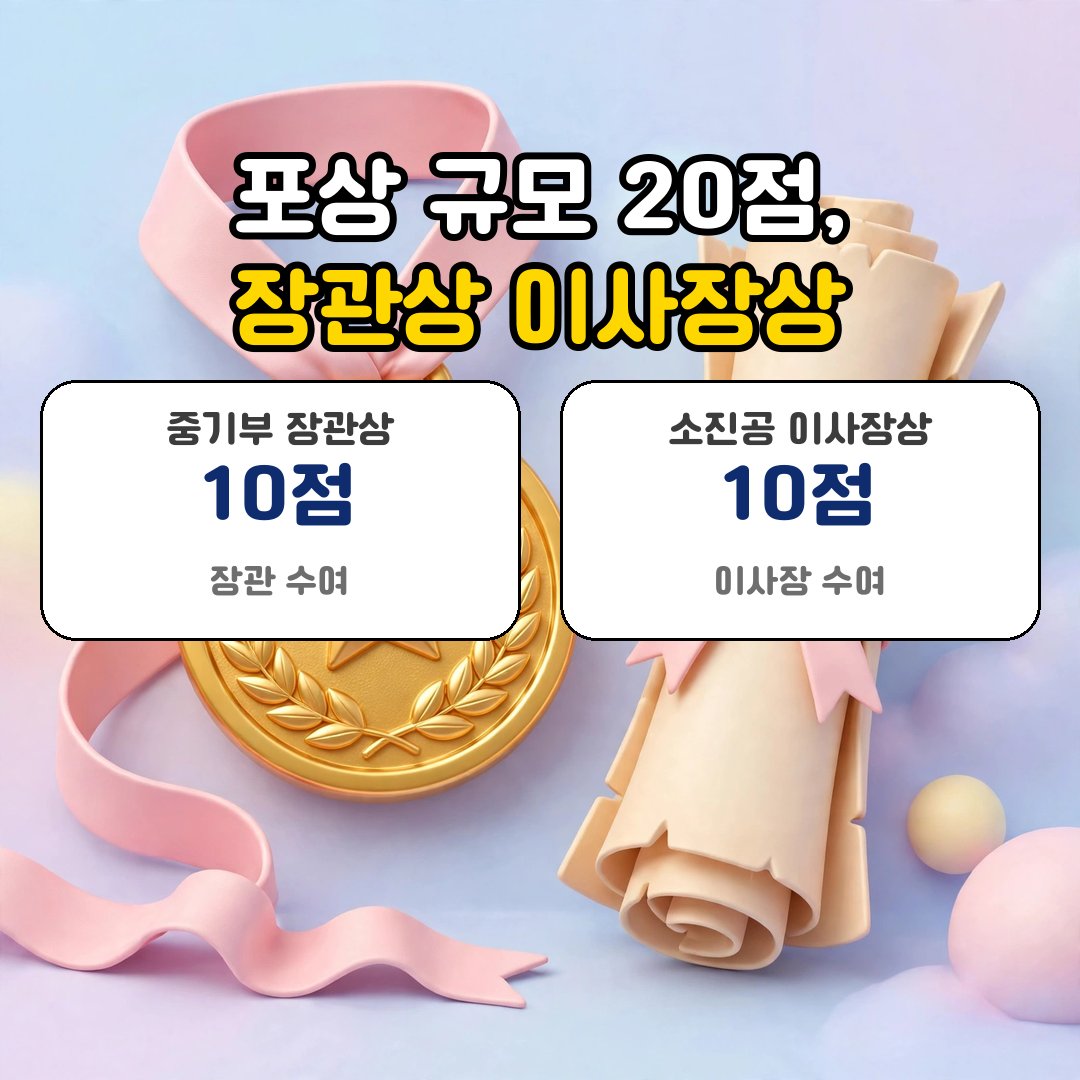 포상 규모 20점,
장관상 이사장상
중기부 장관상
10점
장관 수여
소진공 이사장상
10점
이사장 수여